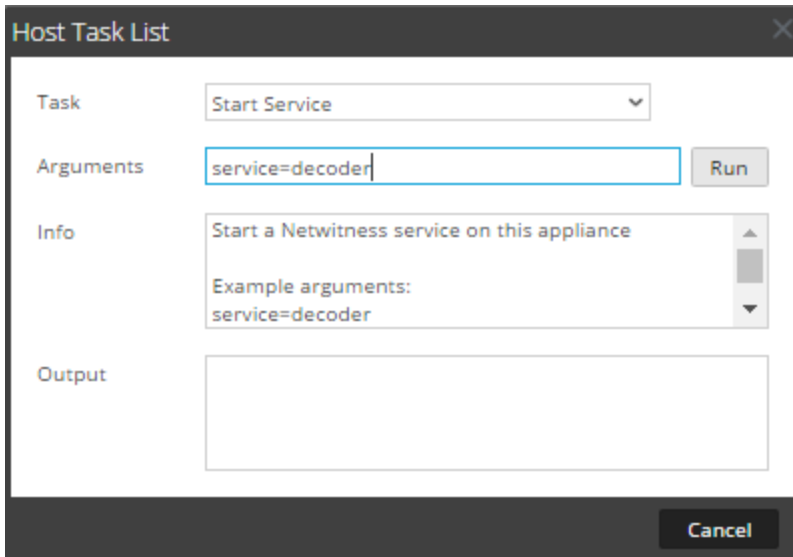 Host Task List
Task
Start Service
Arguments
service=decoder
Run
Info
Start a Netwitness service on this appliance
Example arguments:
service=decoder
Output
Cancel